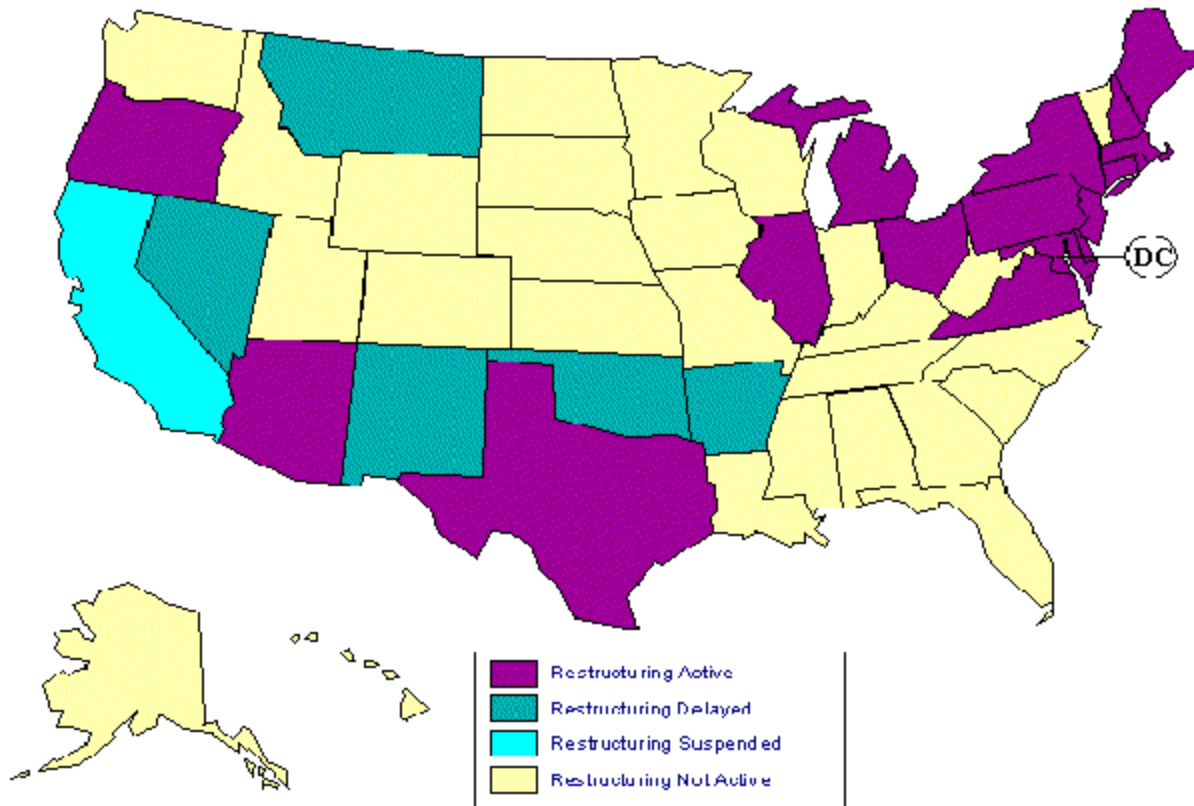 DC
Restructuring Active
Restructuring Delayed
Restructuring Suspended
Restructuring Not Active